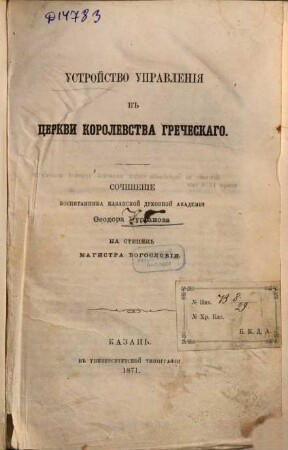 D14783
УСТРОЙСТВО УПРАВЛЕНІЯ
ВЪ
ЦЕРКВИ КОРОЛЕВСТВА ГРЕЧЕСКАГО.
СОЧИНЕНІЕ
ВОСПИТАННИКА КАЗАНСКОЙ ДУХОВНОЙ АКАДЕМІИ
Ѳеодора Курганова
НА СТЕПЕНЬ
МАГИСТРА БОГОСЛОВІЯ.
№ Инв.
№ Хр. Кат.
Б. К. Д. А.
КАЗАНЬ.
ВЪ УНИВЕРСИТЕТСКОЙ ТИПОГРАФІИ
1871.